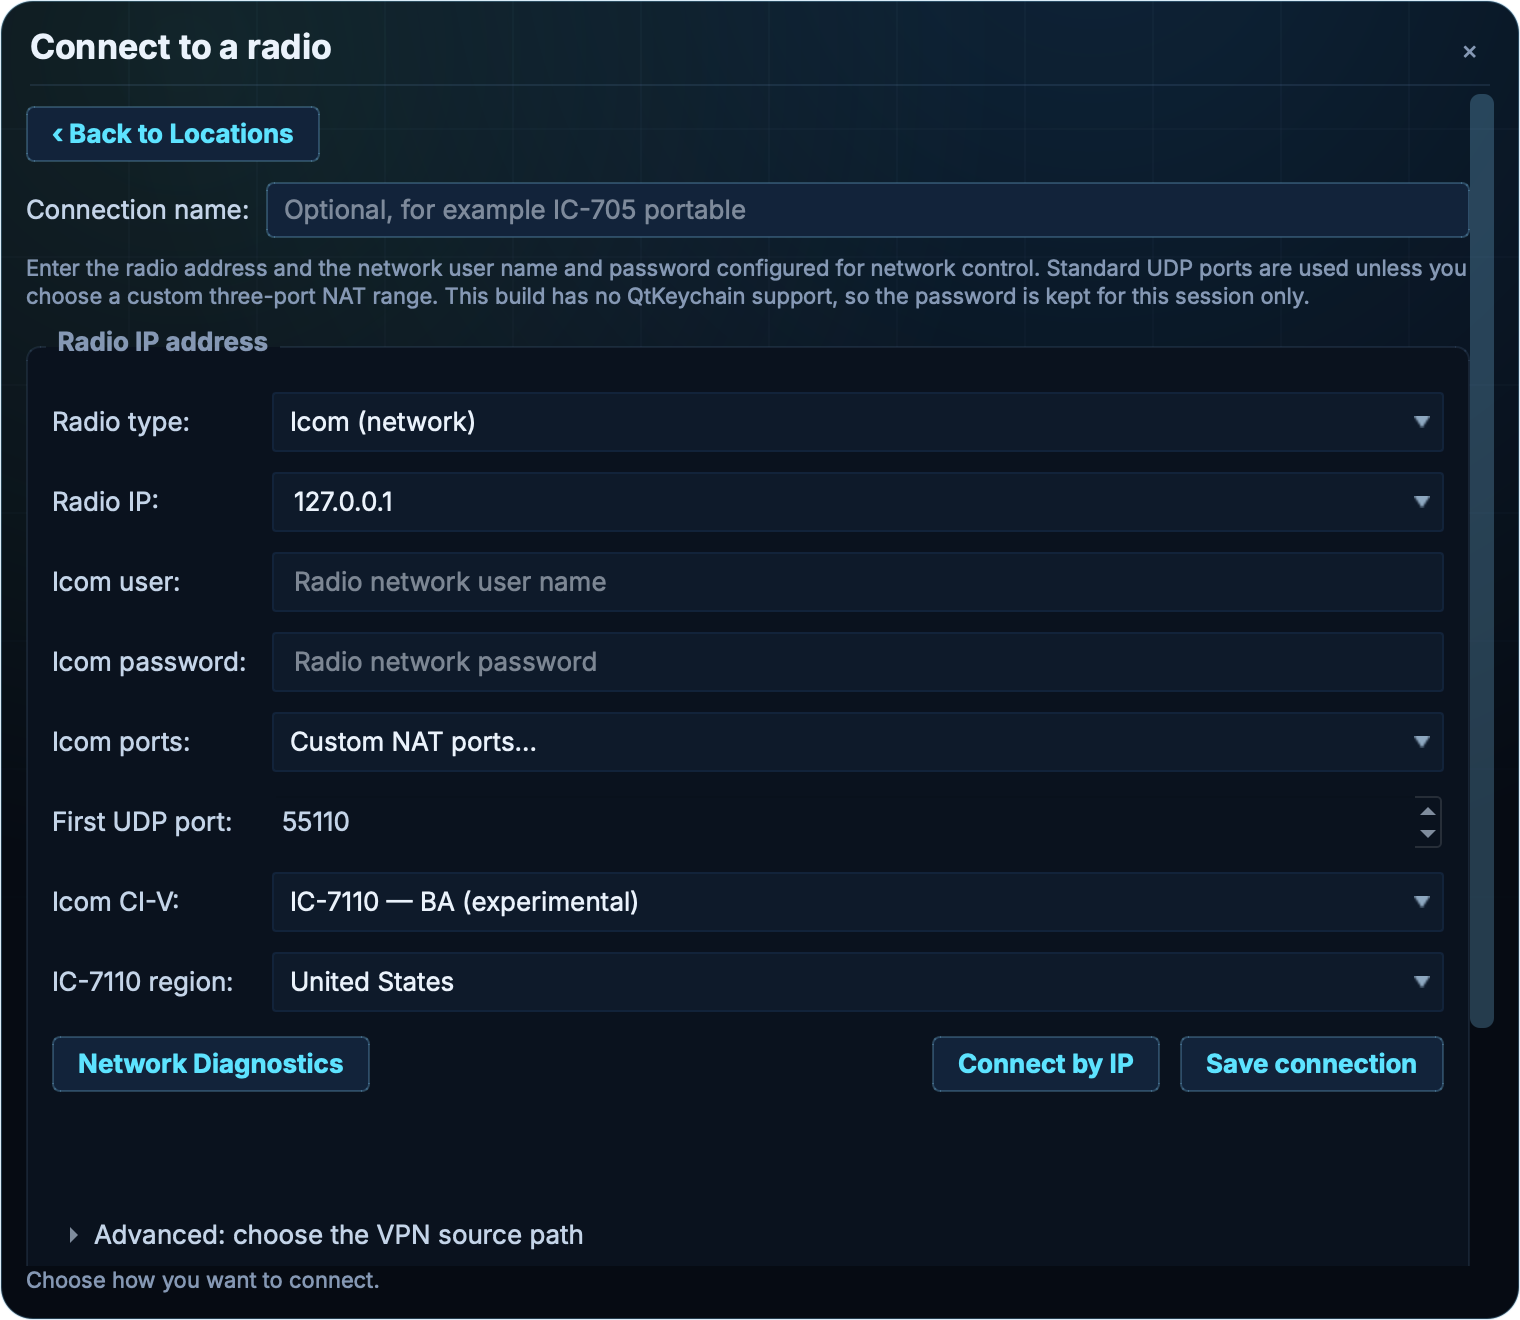 Connect to a radio
×
‹ Back to Locations
Connection name: Optional, for example IC-705 portable
Enter the radio address and the network user name and password configured for network control. Standard UDP ports are used unless you
choose a custom three-port NAT range. This build has no QtKeychain support, so the password is kept for this session only.
Radio IP address
Radio type: Icom (network)
Radio IP: 127.0.0.1
Icom user: Radio network user name
Icom password: Radio network password
Icom ports: Custom NAT ports...
First UDP port: 55110
Icom CI-V: IC-7110 — BA (experimental)
IC-7110 region: United States
Network Diagnostics Connect by IP Save connection
Advanced: choose the VPN source path
Choose how you want to connect.